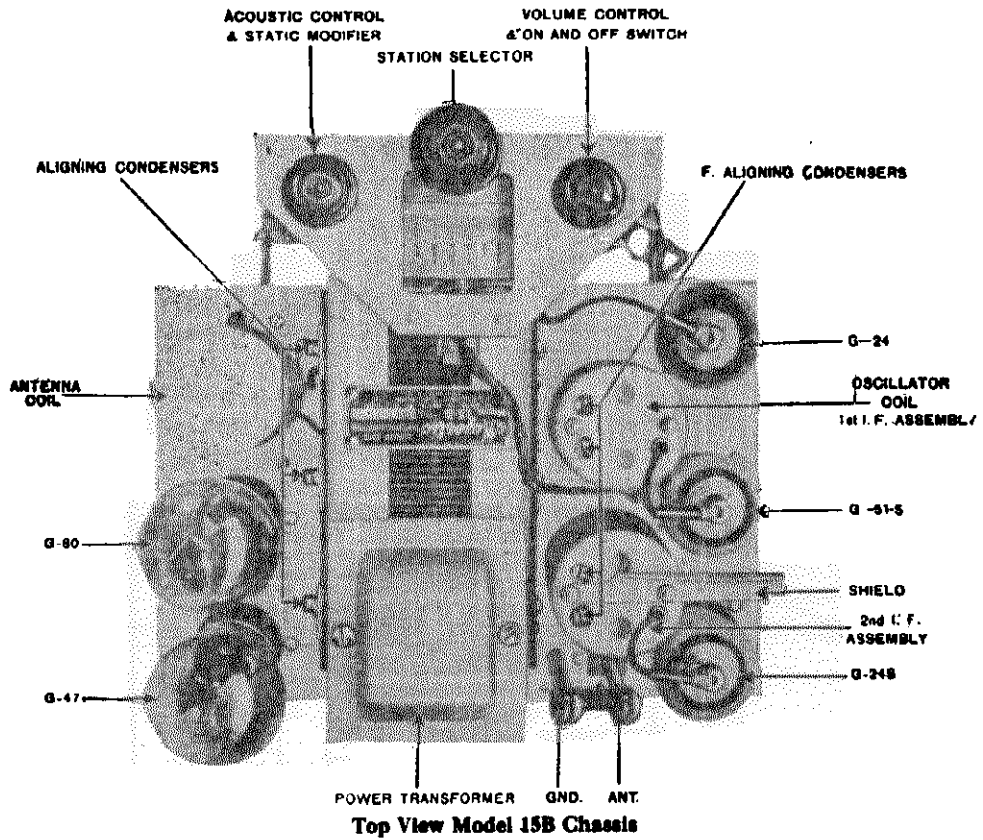 ACOUSTIC CONTROL
& STATIC MODIFIER
VOLUME CONTROL
& ON AND OFF SWITCH
STATION SELECTOR
ALIGNING CONDENSERS
F. ALIGNING CONDENSERS
G-24
ANTENNA
COIL
OSCILLATOR
COIL
1st I.F. ASSEMBLY
G-51-S
G-80
SHIELD
2nd I.F.
ASSEMBLY
G-47
G-24B
POWER TRANSFORMER
GND.
ANT.
Top View Model 15B Chassis